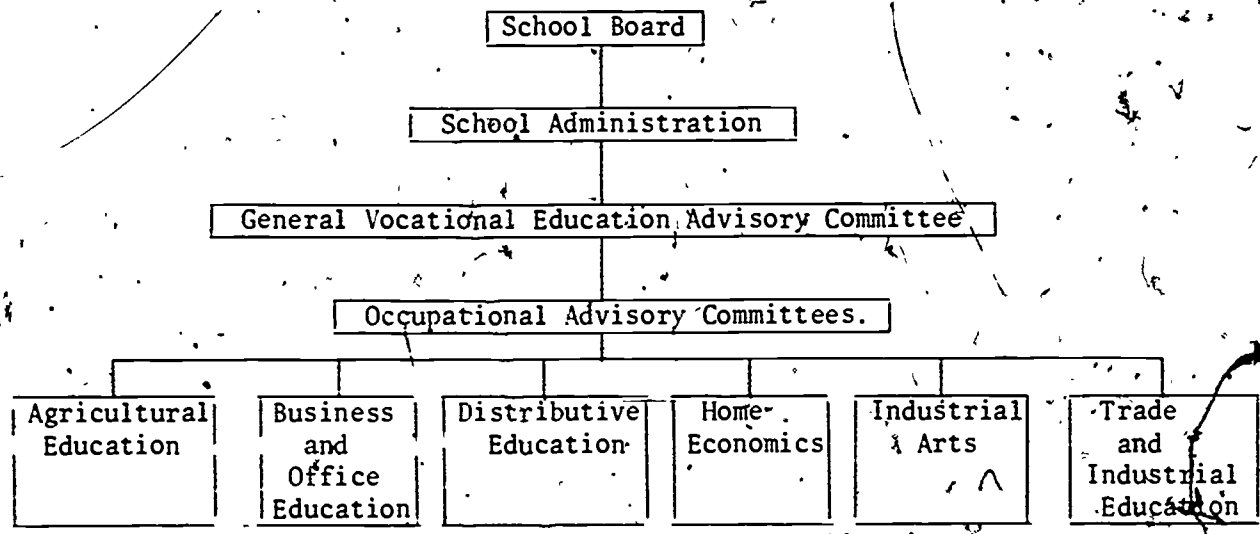 School Board
School Administration
General Vocational Education Advisory Committee
Occupational Advisory Committees.
Agricultural
Education
Business
and
Office
Education
Distributive
Education
Home
Economics
Industrial
Arts
Trade
and
Industrial
Education